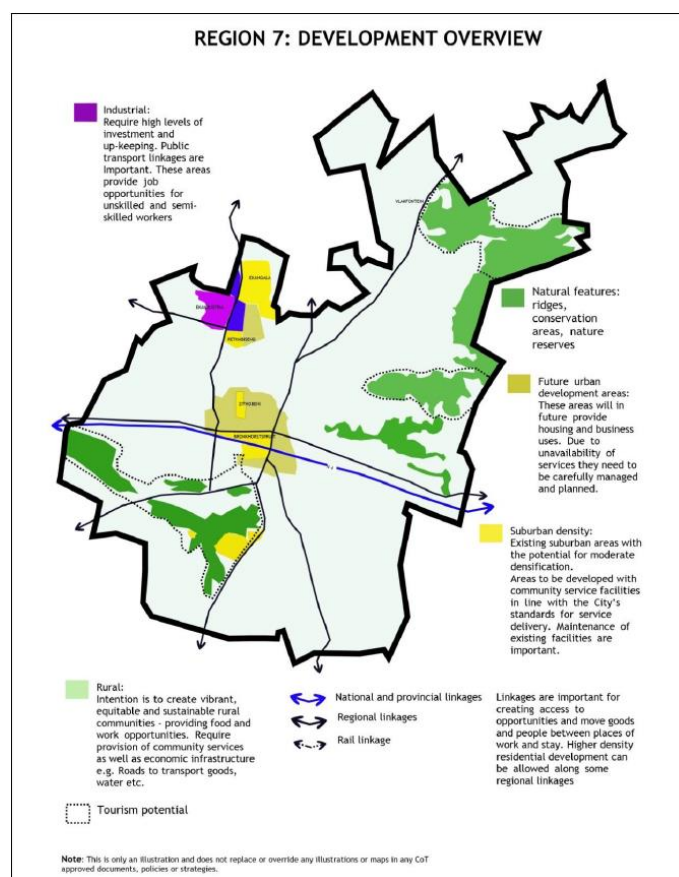 REGION 7: DEVELOPMENT OVERVIEW
Industrial:
Require high levels of
investment and
up-keeping. Public
transport linkages are
Important. These areas
provide job
opportunities for
unskilled and semi-
skilled workers
EKANGALA
Natural features:
ridges,
conservation
areas, nature
reserves
Future urban
development areas:
These areas will in
future provide
housing and business
uses. Due to
unavailability of
services they need to
be carefully managed
and planned.
Suburban density:
Existing suburban areas with
the potential for moderate
densification.
Areas to be developed with
community service facilities
in line with the City's
standards for service
delivery. Maintenance of
existing facilities are
important.
Rural:
Intention is to create vibrant,
equitable and sustainable rural
communities - providing food and
work opportunities. Require
provision of community services
as well as economic infrastructure
e.g. Roads to transport goods,
water etc.
Tourism potential
National and provincial linkages
Regional linkages
Rail linkage
Linkages are important for
creating access to
opportunities and move goods
and people between places of
work and stay. Higher density
residential development can
be allowed along some
regional linkages
Note: This is only an illustration and does not replace or override any illustrations or maps in any CoT
approved documents, policies or strategies.